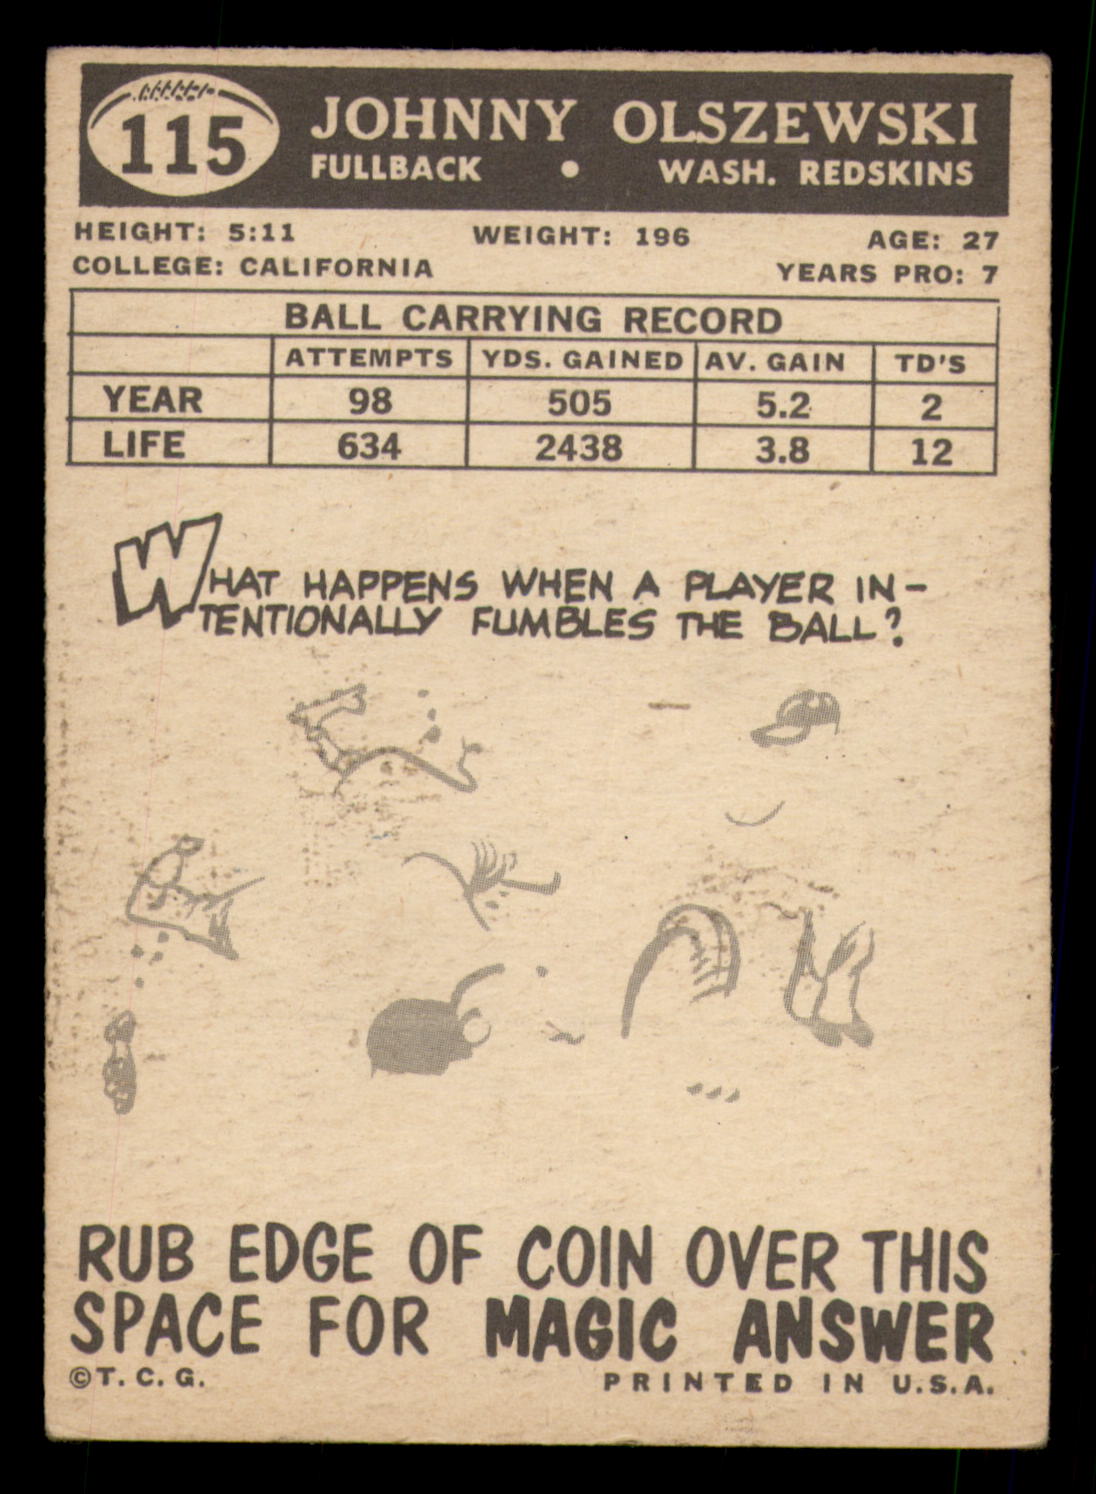 115
JOHNNY OLSZEWSKI
FULLBACK • WASH. REDSKINS
HEIGHT: 5:11 WEIGHT: 196 AGE: 27
COLLEGE: CALIFORNIA YEARS PRO: 7
BALL CARRYING RECORD
ATTEMPTS YDS. GAINED AV. GAIN TD'S
YEAR 98 505 5.2 2
LIFE 634 2438 3.8 12
WHAT HAPPENS WHEN A PLAYER IN-
TENTIONALLY FUMBLES THE BALL?
RUB EDGE OF COIN OVER THIS
SPACE FOR MAGIC ANSWER
©T. C. G. PRINTED IN U.S.A.